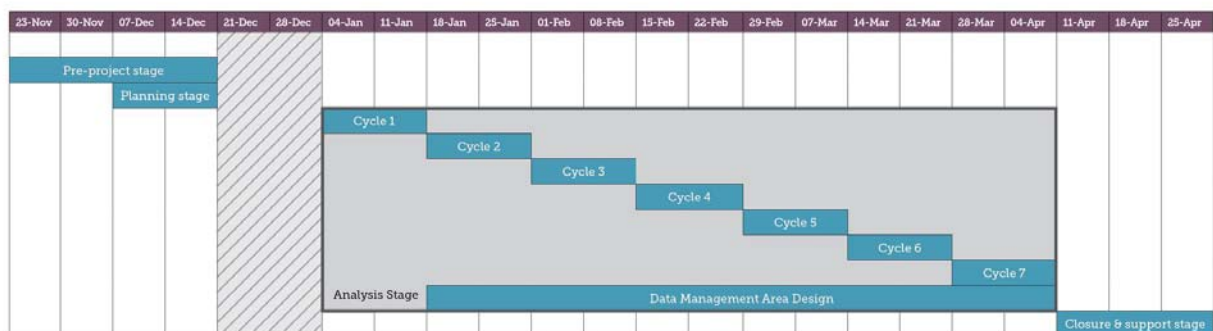 23-Nov 30-Nov 07-Dec 14-Dec 21-Dec 28-Dec 04-Jan 11-Jan 18-Jan 25-Jan 01-Feb 08-Feb 15-Feb 22-Feb 29-Feb 07-Mar 14-Mar 21-Mar 28-Mar 04-Apr 11-Apr 18-Apr 25-Apr
Pre-project stage
Planning stage
Cycle 1
Cycle 2
Cycle 3
Cycle 4
Cycle 5
Cycle 6
Cycle 7
Analysis Stage Data Management Area Design
Closure & support stage